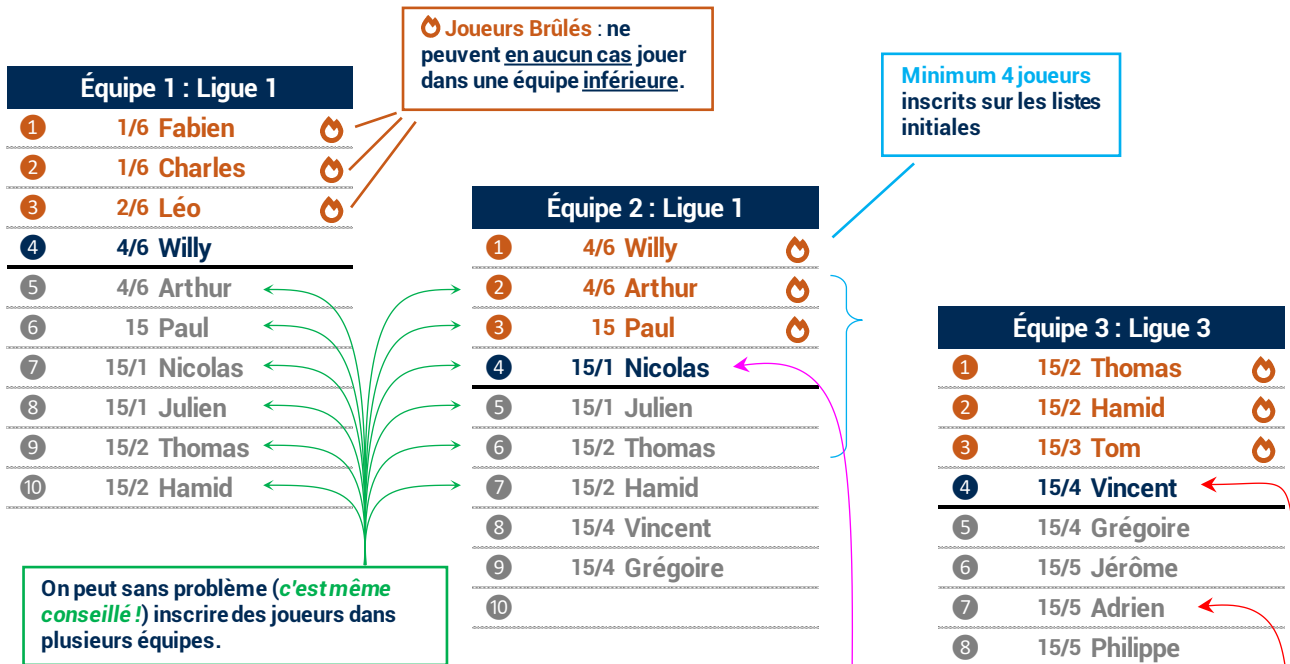 Joueurs Brûlés : ne
peuvent en aucun cas jouer
dans une équipe inférieure.
Minimum 4 joueurs
inscrits sur les listes
initiales
Équipe 1 : Ligue 1
1 1/6 Fabien
2 1/6 Charles
3 2/6 Léo
4 4/6 Willy
5 4/6 Arthur
6 15 Paul
7 15/1 Nicolas
8 15/1 Julien
9 15/2 Thomas
10 15/2 Hamid
Équipe 2 : Ligue 1
1 4/6 Willy
2 4/6 Arthur
3 15 Paul
4 15/1 Nicolas
5 15/1 Julien
6 15/2 Thomas
7 15/2 Hamid
8 15/4 Vincent
9 15/4 Grégoire
10
Équipe 3 : Ligue 3
1 15/2 Thomas
2 15/2 Hamid
3 15/3 Tom
4 15/4 Vincent
5 15/4 Grégoire
6 15/5 Jérôme
7 15/5 Adrien
8 15/5 Philippe
On peut sans problème (c'est même
conseillé !) inscrire des joueurs dans
plusieurs équipes.